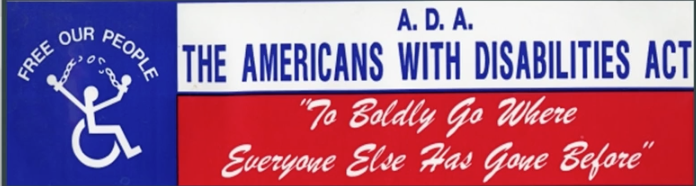 FREE OUR PEOPLE
A. D. A.
THE AMERICANS WITH DISABILITIES ACT
"To Boldly Go Where
Everyone Else Has Gone Before"